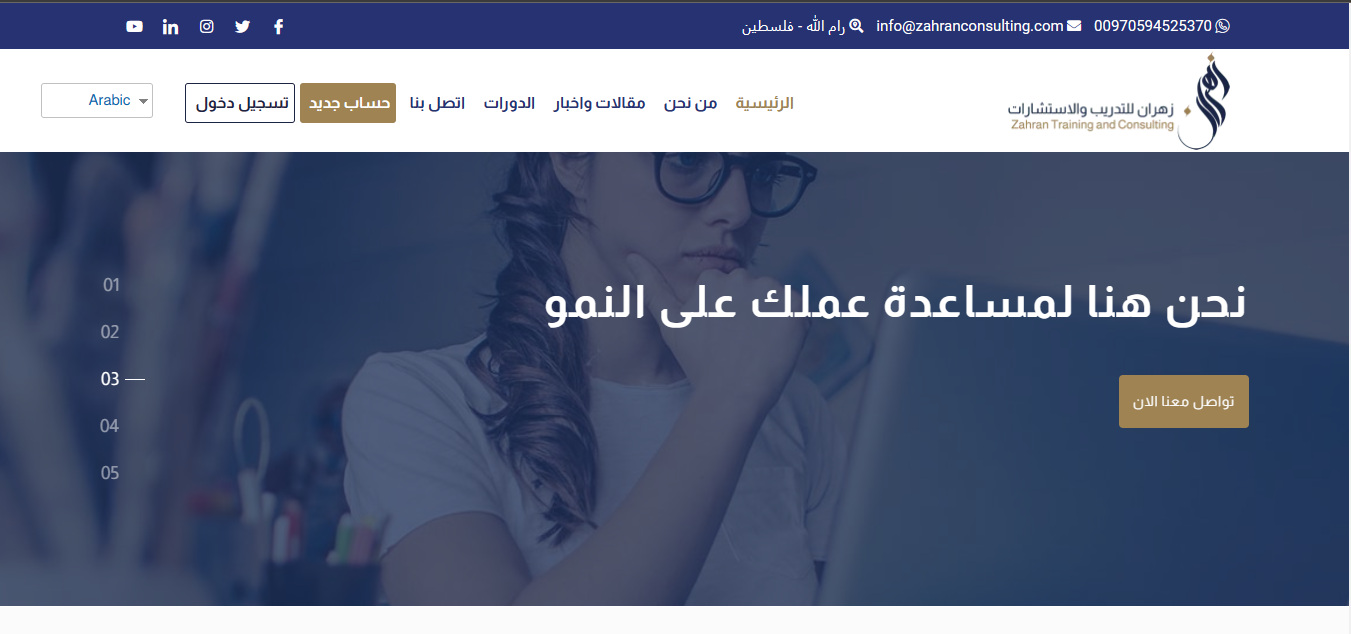 00970594525370 info@zahranconsulting.com رام الله - فلسطين
زهران للتدريب والاستشارات
Zahran Training and Consulting
الرئيسية من نحن مقالات واخبار الدورات اتصل بنا حساب جديد تسجيل دخول Arabic
نحن هنا لمساعدة عملك على النمو
تواصل معنا الان
01
02
03
04
05